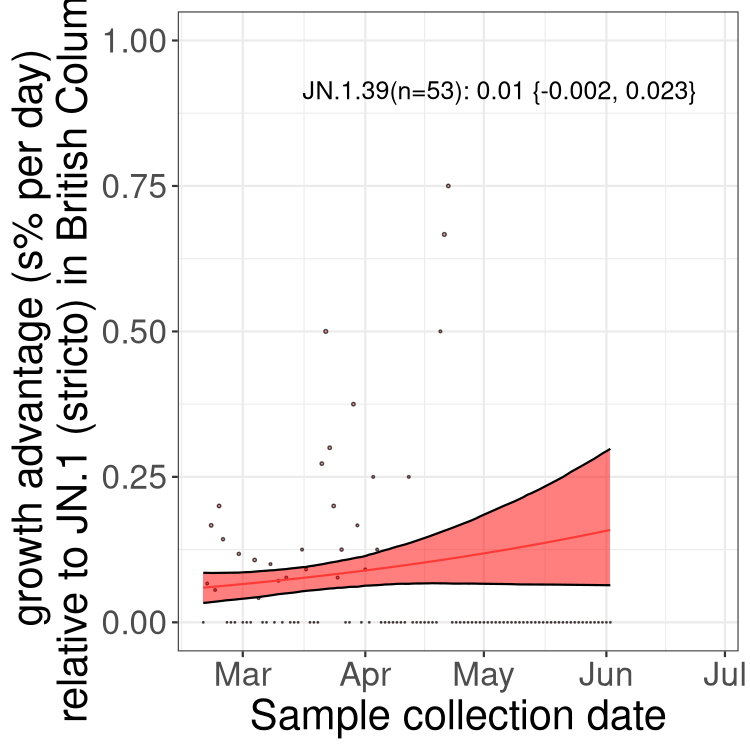 growth advantage (s% per day)
relative to JN.1 (stricto) in British Colum
1.00
0.75
0.50
0.25
0.00
JN.1.39(n=53): 0.01 {-0.002, 0.023}
Mar Apr May Jun Jul
Sample collection date